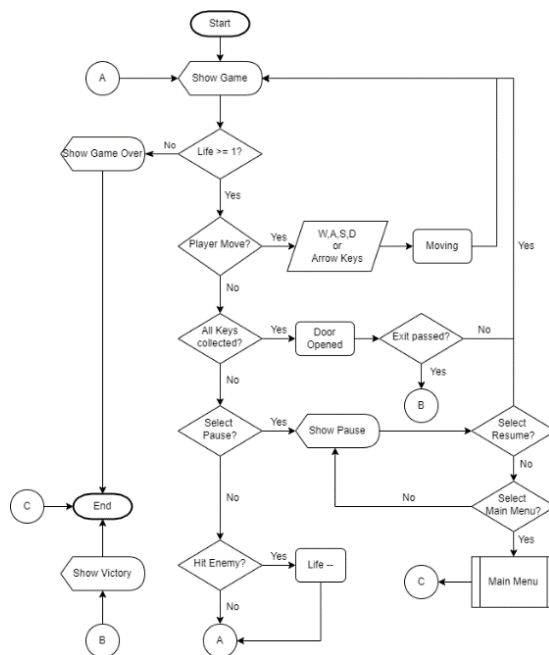 Start
A
Show Game
Show Game Over
No
Life >= 1?
Yes
Yes
Player Move?
Yes
W,A,S,D
or
Arrow Keys
Moving
No
All Keys
collected?
Yes
Door
Opened
Exit passed?
No
Yes
No
B
Select
Pause?
Yes
Show Pause
Select
Resume?
No
C
End
No
No
Select
Main Menu?
Yes
Show Victory
Hit Enemy?
Yes
Life --
C
Main Menu
No
B
A